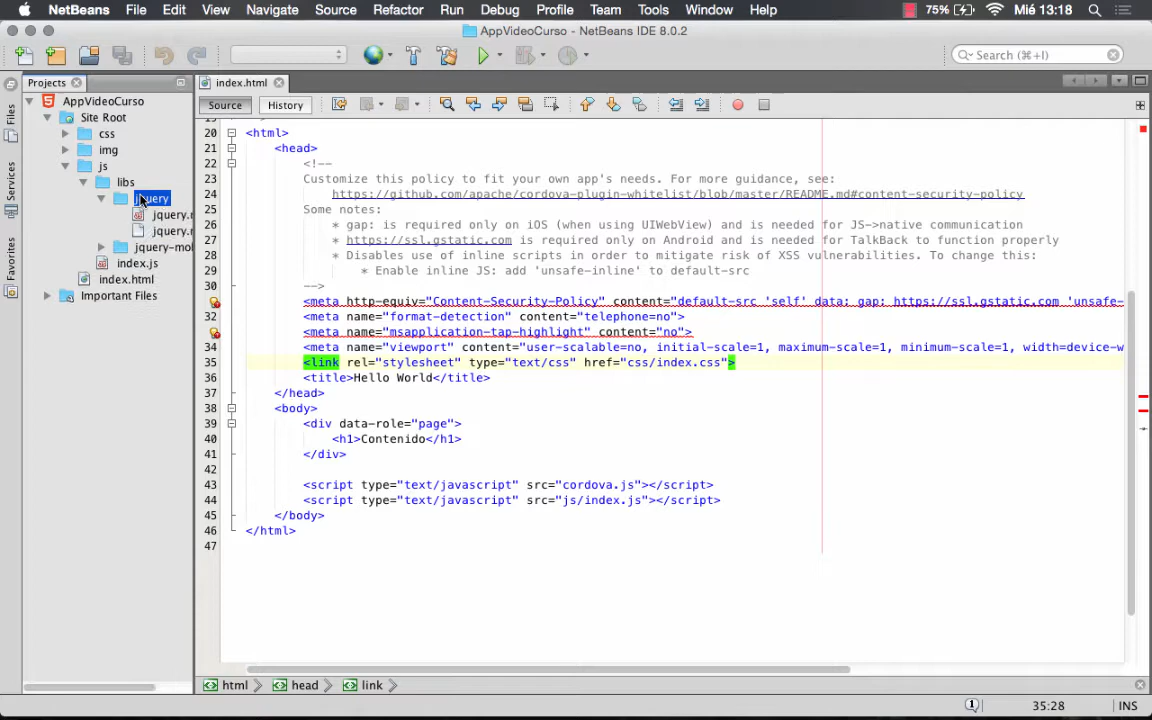 NetBeans File Edit View Navigate Source Refactor Run Debug Profile Team Tools Window Help 75% Mié 13:18
AppVideoCurso - NetBeans IDE 8.0.2
Search (⌘+I)
Projects
index.html
Source History
Files
Services
Favorites
AppVideoCurso
Site Root
css
img
js
libs
jquery
jquery.
jquery.
jquery-mol
index.js
index.html
Important Files
20 <html>
21 <head>
22 <!--
23 Customize this policy to fit your own app's needs. For more guidance, see:
24 https://github.com/apache/cordova-plugin-whitelist/blob/master/README.md#content-security-policy
25 Some notes:
26 * gap: is required only on iOS (when using UIWebView) and is needed for JS->native communication
27 * https://ssl.gstatic.com is required only on Android and is needed for TalkBack to function properly
28 * Disables use of inline scripts in order to mitigate risk of XSS vulnerabilities. To change this:
29 * Enable inline JS: add 'unsafe-inline' to default-src
30 -->
<meta http-equiv="Content-Security-Policy" content="default-src 'self' data: gap: https://ssl.gstatic.com 'unsafe-
32 <meta name="format-detection" content="telephone=no">
<meta name="msapplication-tap-highlight" content="no">
34 <meta name="viewport" content="user-scalable=no, initial-scale=1, maximum-scale=1, minimum-scale=1, width=device-w
35 <link rel="stylesheet" type="text/css" href="css/index.css">
36 <title>Hello World</title>
37 </head>
38 <body>
39 <div data-role="page">
40 <h1>Contenido</h1>
41 </div>
42
43 <script type="text/javascript" src="cordova.js"></script>
44 <script type="text/javascript" src="js/index.js"></script>
45 </body>
46 </html>
47
html head link
1 35:28 INS